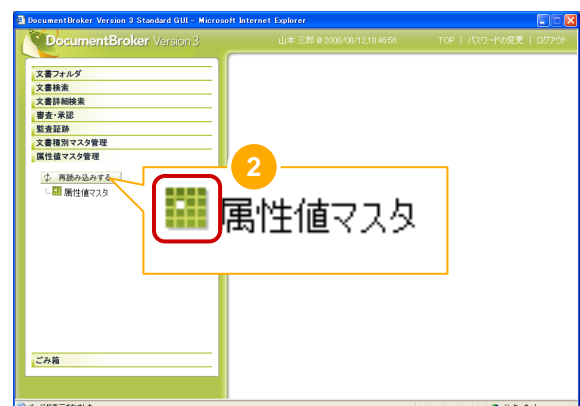 DocumentBroker Version 3 Standard GUI - Microsoft Internet Explorer
DocumentBroker Version 3
山本 三郎 @ 2008/08/12,18:46:56
TOP | パスワードの変更 | ログアウト
文書フォルダ
文書検索
文書詳細検索
審査・承認
監査証跡
文書種別マスタ管理
属性値マスタ管理
再読み込みする
属性値マスタ
2
属性値マスタ
ごみ箱